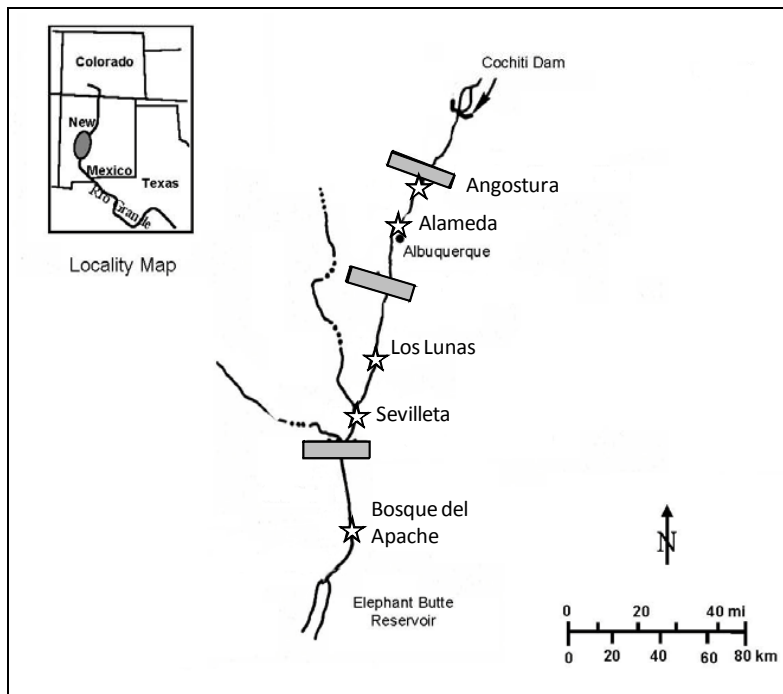 Colorado
New
Mexico
Texas
Rio Grande
Locality Map
Cochiti Dam
Angostura
Alameda
Albuquerque
Los Lunas
Sevilleta
Bosque del
Apache
Elephant Butte
Reservoir
N
0 20 40 mi
0 20 40 60 80 km